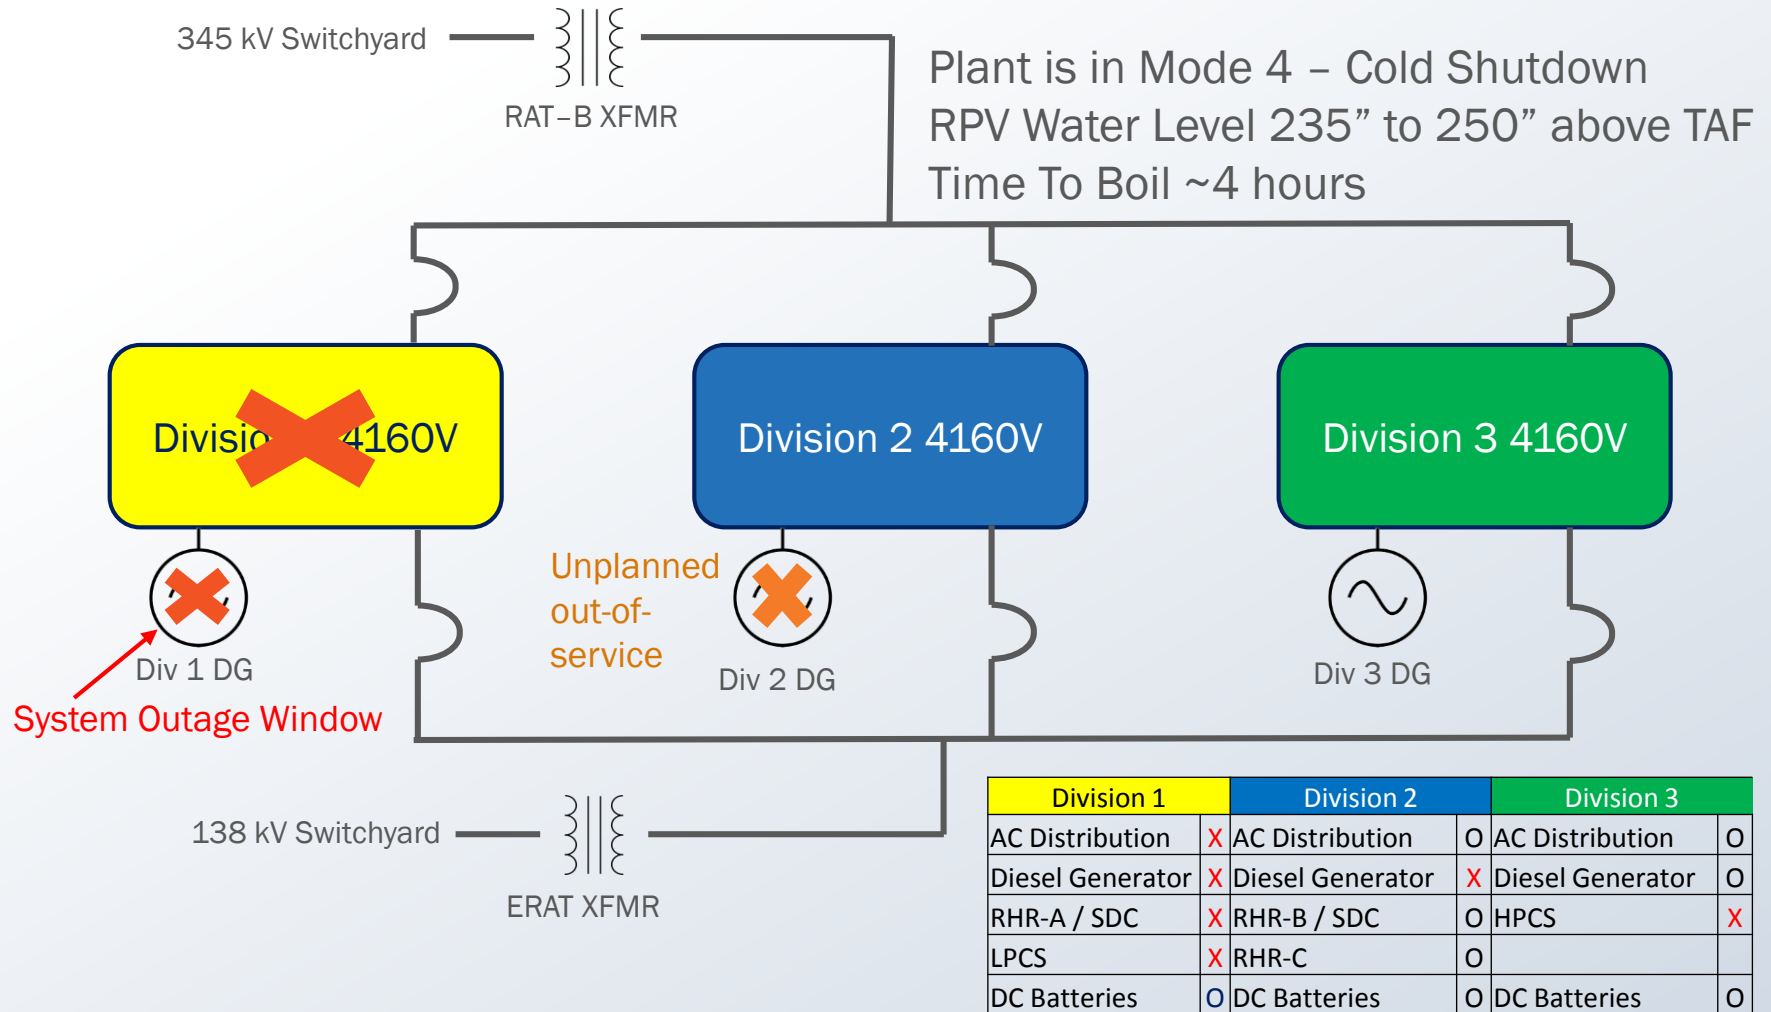 345 kV Switchyard
RAT–B XFMR
Plant is in Mode 4 – Cold Shutdown
RPV Water Level 235” to 250” above TAF
Time To Boil ~4 hours
Divisio 4160V
Division 2 4160V
Division 3 4160V
Unplanned
out-of-
service
Div 1 DG
Div 2 DG
Div 3 DG
System Outage Window
138 kV Switchyard
ERAT XFMR
Division 1 Division 2 Division 3
AC Distribution X AC Distribution O AC Distribution O
Diesel Generator X Diesel Generator X Diesel Generator O
RHR-A / SDC X RHR-B / SDC O HPCS X
LPCS X RHR-C O
DC Batteries O DC Batteries O DC Batteries O